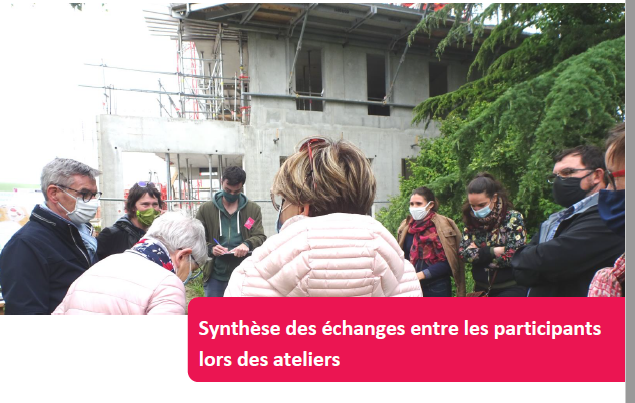 Synthèse des échanges entre les participants
lors des ateliers